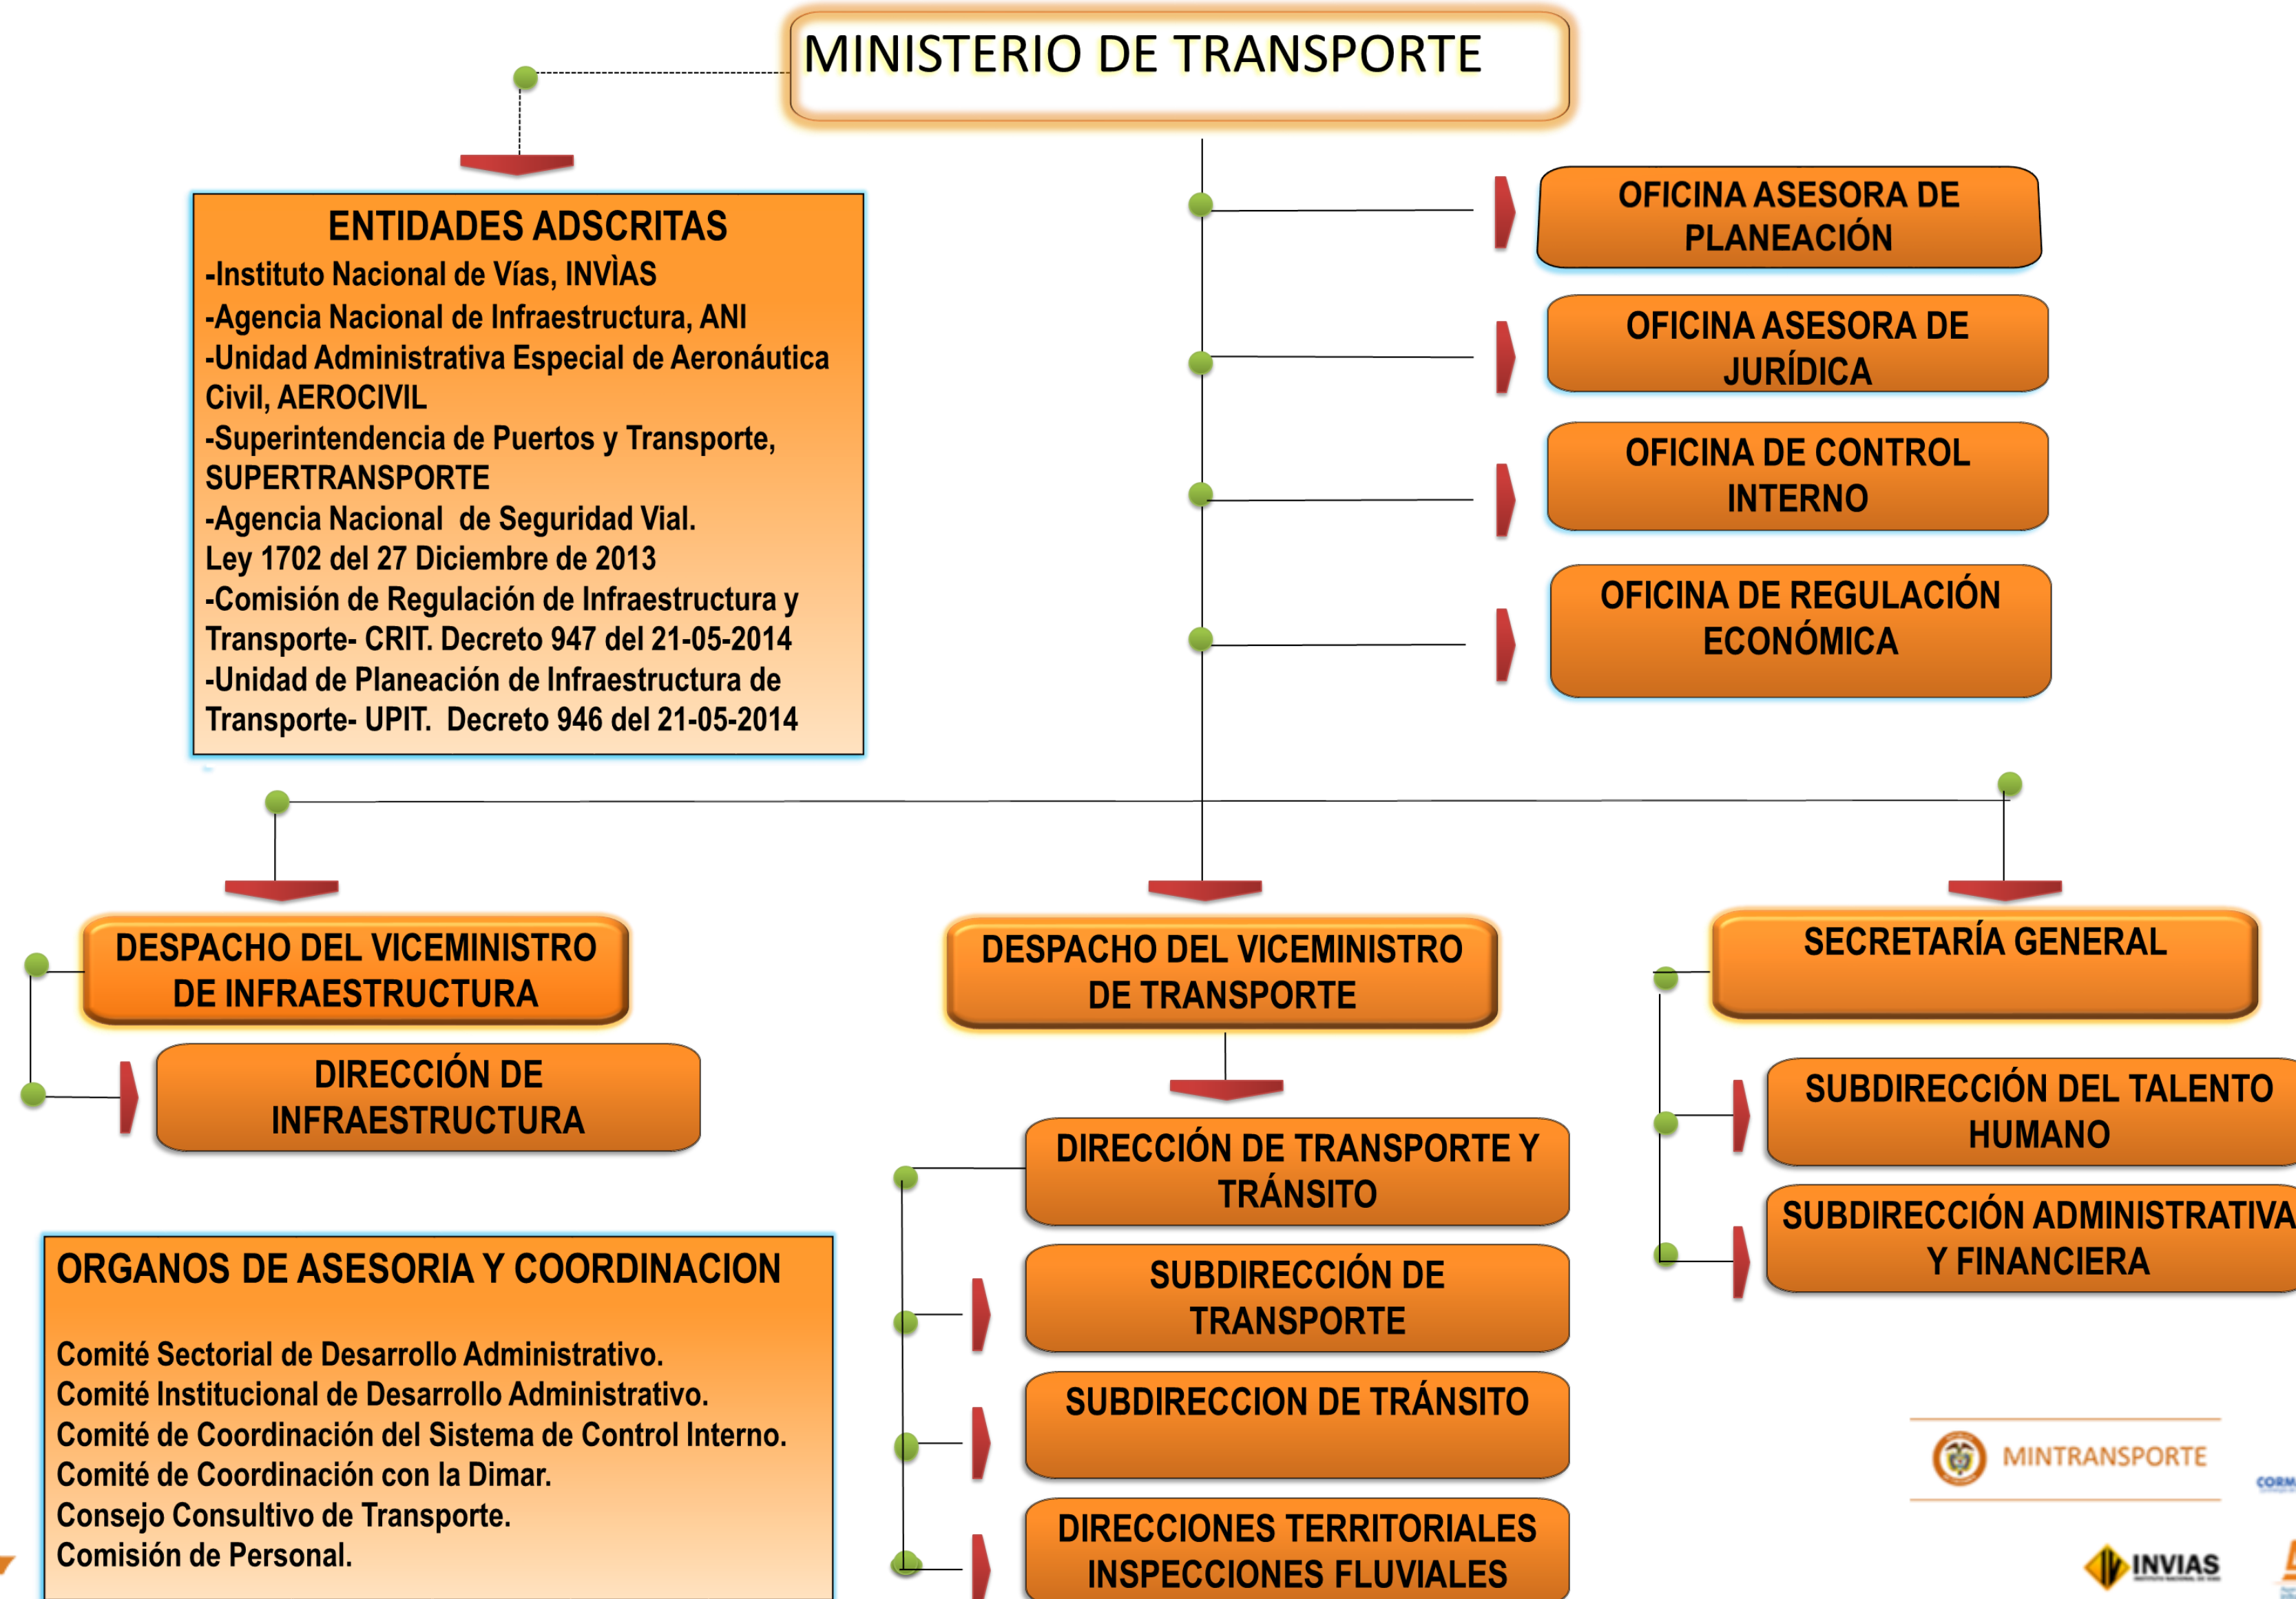 MINISTERIO DE TRANSPORTE
ENTIDADES ADSCRITAS
-Instituto Nacional de Vías, INVÌAS
-Agencia Nacional de Infraestructura, ANI
-Unidad Administrativa Especial de Aeronáutica
Civil, AEROCIVIL
-Superintendencia de Puertos y Transporte,
SUPERTRANSPORTE
-Agencia Nacional  de Seguridad Vial.
Ley 1702 del 27 Diciembre de 2013
-Comisión de Regulación de Infraestructura y
Transporte- CRIT. Decreto 947 del 21-05-2014
-Unidad de Planeación de Infraestructura de
Transporte- UPIT.  Decreto 946 del 21-05-2014
OFICINA ASESORA DE
PLANEACIÓN
OFICINA ASESORA DE
JURÍDICA
OFICINA DE CONTROL
INTERNO
OFICINA DE REGULACIÓN
ECONÓMICA
DESPACHO DEL VICEMINISTRO
DE INFRAESTRUCTURA
DIRECCIÓN DE
INFRAESTRUCTURA
DESPACHO DEL VICEMINISTRO
DE TRANSPORTE
DIRECCIÓN DE TRANSPORTE Y
TRÁNSITO
SUBDIRECCIÓN DE
TRANSPORTE
SUBDIRECCION DE TRÁNSITO
DIRECCIONES TERRITORIALES
INSPECCIONES FLUVIALES
SECRETARÍA GENERAL
SUBDIRECCIÓN DEL TALENTO
HUMANO
SUBDIRECCIÓN ADMINISTRATIVA
Y FINANCIERA
ORGANOS DE ASESORIA Y COORDINACION
Comité Sectorial de Desarrollo Administrativo.
Comité Institucional de Desarrollo Administrativo.
Comité de Coordinación del Sistema de Control Interno.
Comité de Coordinación con la Dimar.
Consejo Consultivo de Transporte.
Comisión de Personal.
MINTRANSPORTE
INVIAS